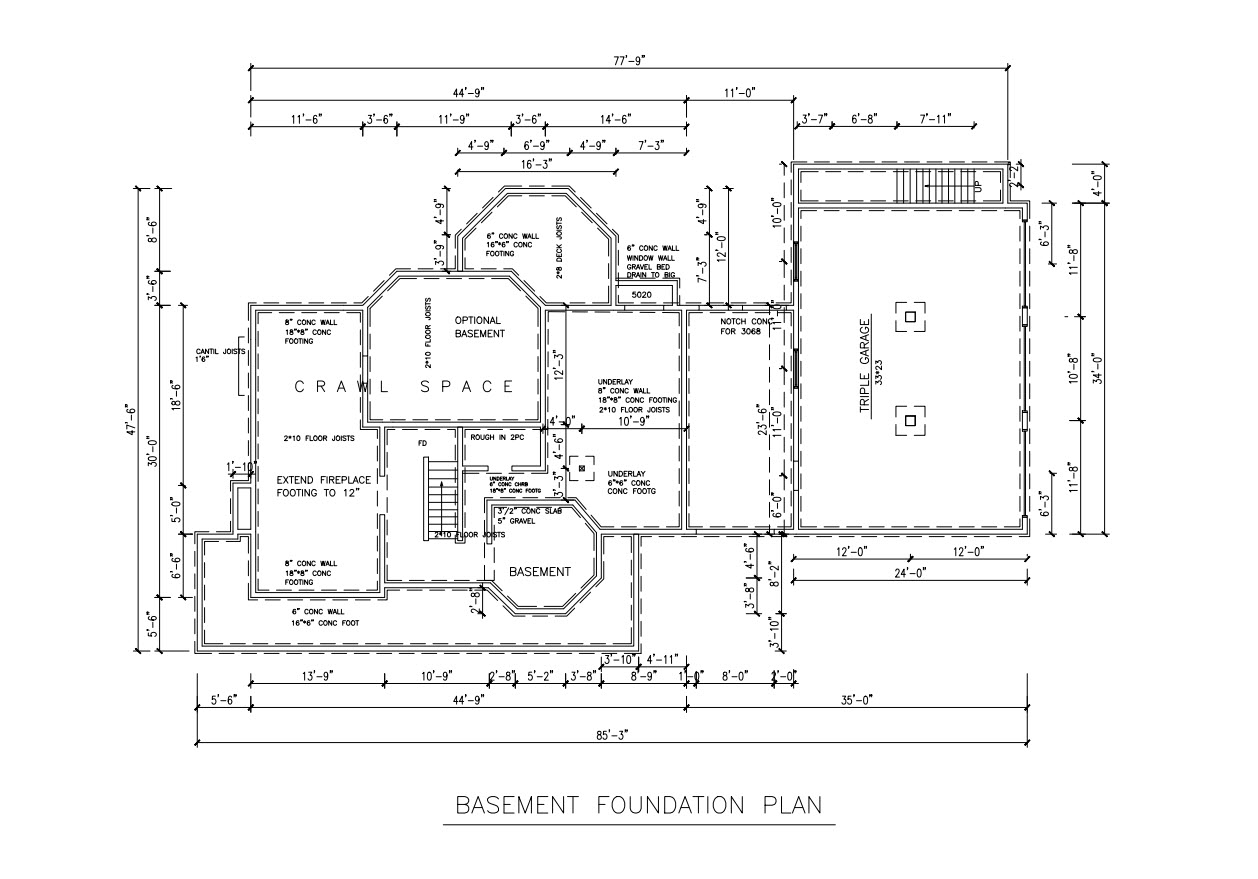 77'-9"
44'-9" 11'-0"
11'-6" 3'-6" 11'-9" 3'-6" 14'-6" 3'-7" 6'-8" 7'-11"
4'-9" 6'-9" 4'-9" 7'-3"
16'-3"
UP
2'-2"
4'-0"
8'-6"
3'-6"
4'-9"
3'-9"
4'-9"
7'-3"
12'-0"
10'-0"
6'-3"
11'-8"
6" CONC WALL
16"*6" CONC
FOOTING
2*8 DECK JOISTS
6" CONC WALL
WINDOW WALL
GRAVEL BED
DRAIN TO BIG
5020
8" CONC WALL
18"*8" CONC
FOOTING
2*10 FLOOR JOISTS
OPTIONAL
BASEMENT
NOTCH CONC
FOR 3068
CANTIL JOISTS
1'6"
CRAWL SPACE
12'-3"
UNDERLAY
8" CONC WALL
18"*8" CONC FOOTING
2*10 FLOOR JOISTS
TRIPLE GARAGE
33*23
47'-6"
18'-6"
30'-0"
10'-8"
34'-0"
4'-0" 10'-9"
23'-6"
11'-0"
2*10 FLOOR JOISTS
FD
ROUGH IN 2PC
4'-6"
1'-10"
EXTEND FIREPLACE
FOOTING TO 12"
UNDERLAY
6" CONC CHRB
18"*8" CONC FOOTG
3'-3"
UNDERLAY
6"*6" CONC
CONC FOOTG
5'-0"
3'/2" CONC SLAB
5" GRAVEL
2*10 FLOOR JOISTS
6'-0"
6'-3"
11'-8"
6'-6"
8" CONC WALL
18"*8" CONC
FOOTING
BASEMENT
2'-8"
4'-6"
8'-2"
3'-8"
3'-10"
12'-0" 12'-0"
24'-0"
5'-6"
6" CONC WALL
16"*6" CONC FOOT
3'-10" 4'-11"
13'-9" 10'-9" 2'-8" 5'-2" 3'-8" 8'-9" 1'-0" 8'-0" 2'-0"
5'-6" 44'-9" 35'-0"
85'-3"
BASEMENT FOUNDATION PLAN